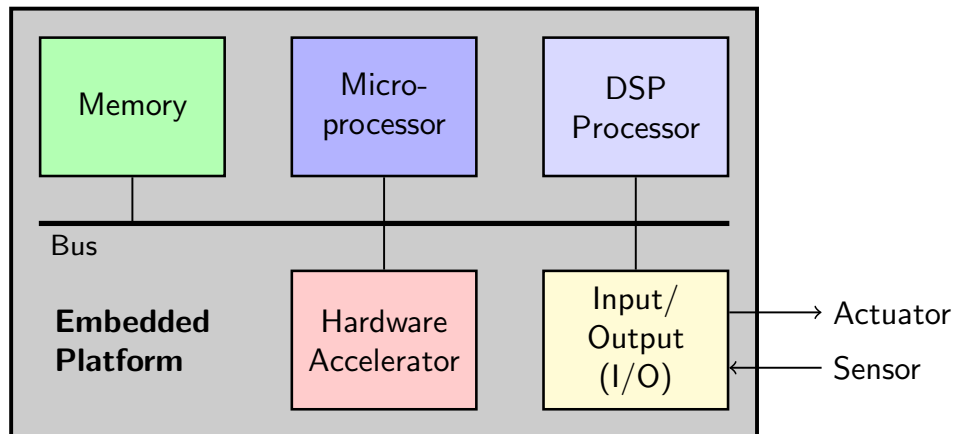 Memory
Micro-
processor
DSP
Processor
Bus
Embedded
Platform
Hardware
Accelerator
Input/
Output
(I/O)
Actuator
Sensor